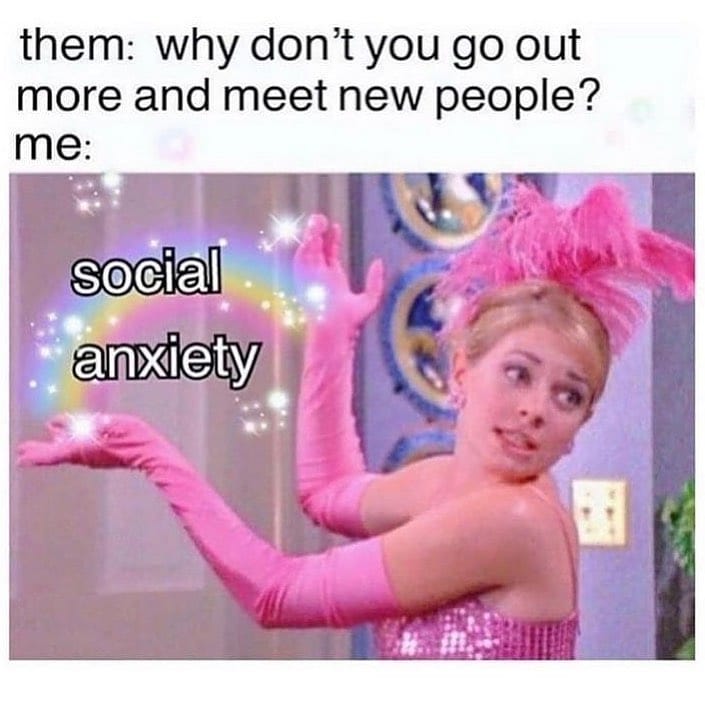 them: why don't you go out
more and meet new people?
me:
social
anxiety